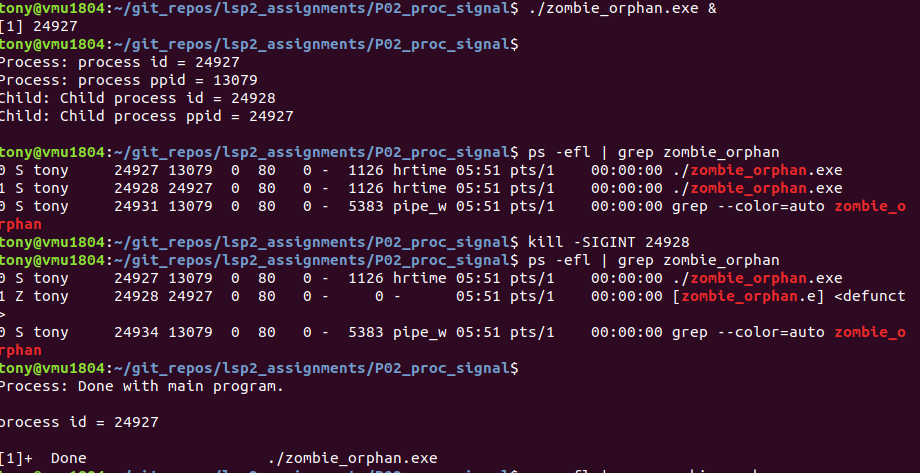 tony@vmu1804:~/git_repos/lsp2_assignments/P02_proc_signal$ ./zombie_orphan.exe &
[1] 24927
tony@vmu1804:~/git_repos/lsp2_assignments/P02_proc_signal$
Process: process id = 24927
Process: process ppid = 13079
Child: Child process id = 24928
Child: Child process ppid = 24927
tony@vmu1804:~/git_repos/lsp2_assignments/P02_proc_signal$ ps -efl | grep zombie_orphan
0 S tony     24927 13079  0  80   0 -  1126 hrtime 05:51 pts/1    00:00:00 ./zombie_orphan.exe
1 S tony     24928 24927  0  80   0 -  1126 hrtime 05:51 pts/1    00:00:00 ./zombie_orphan.exe
0 S tony     24931 13079  0  80   0 -  5383 pipe_w 05:51 pts/1    00:00:00 grep --color=auto zombie_o
rphan
tony@vmu1804:~/git_repos/lsp2_assignments/P02_proc_signal$ kill -SIGINT 24928
tony@vmu1804:~/git_repos/lsp2_assignments/P02_proc_signal$ ps -efl | grep zombie_orphan
0 S tony     24927 13079  0  80   0 -  1126 hrtime 05:51 pts/1    00:00:00 ./zombie_orphan.exe
1 Z tony     24928 24927  0  80   0 -     0 -      05:51 pts/1    00:00:00 [zombie_orphan.e] <defunct
>
0 S tony     24934 13079  0  80   0 -  5383 pipe_w 05:51 pts/1    00:00:00 grep --color=auto zombie_o
rphan
tony@vmu1804:~/git_repos/lsp2_assignments/P02_proc_signal$
Process: Done with main program.
process id = 24927
[1]+  Done                    ./zombie_orphan.exe